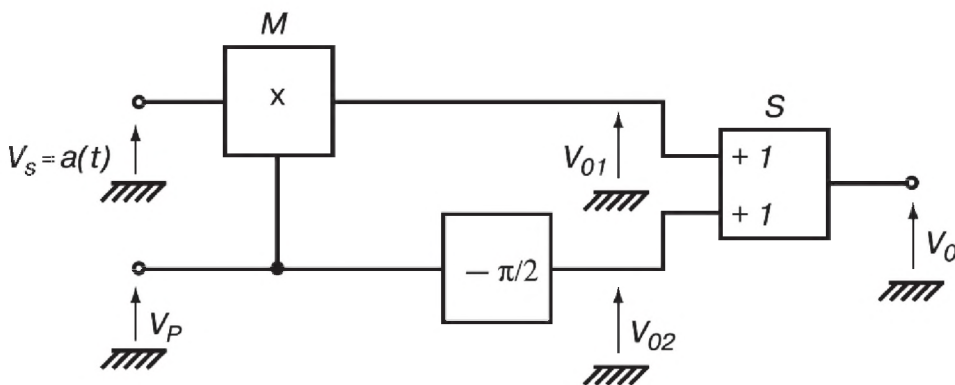 M
x
V_s = a(t)
V_01
S
+ 1
+ 1
V_0
− π/2
V_P
V_02